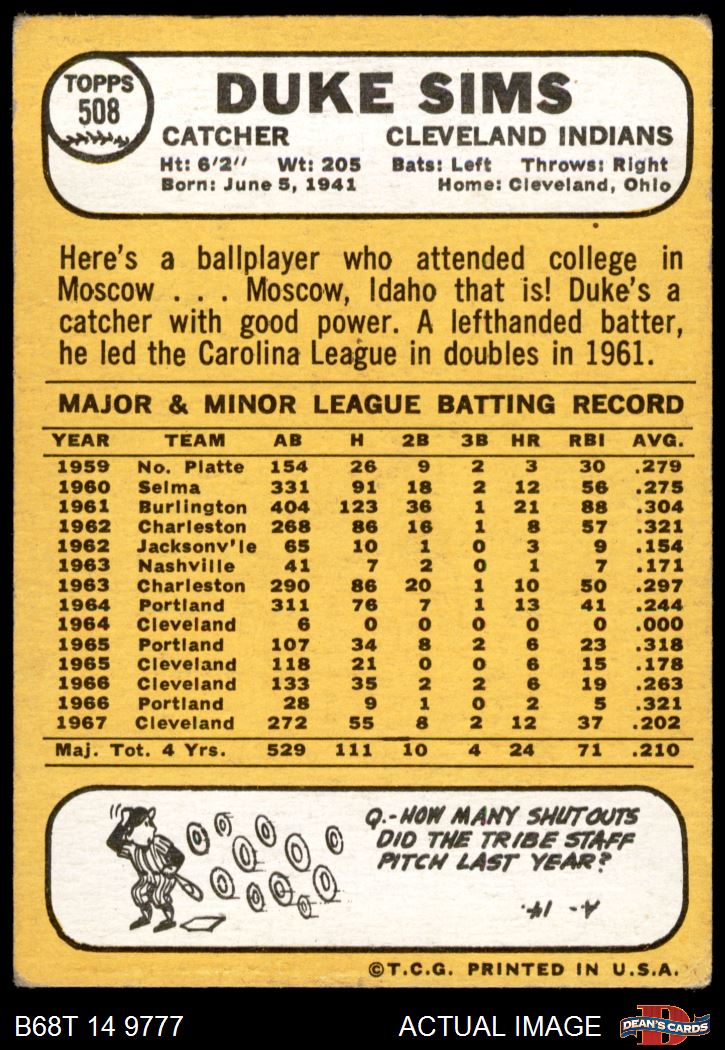 TOPPS
508
DUKE SIMS
CATCHER CLEVELAND INDIANS
Ht: 6'2" Wt: 205 Bats: Left Throws: Right
Born: June 5, 1941 Home: Cleveland, Ohio
Here's a ballplayer who attended college in
Moscow . . . Moscow, Idaho that is! Duke's a
catcher with good power. A lefthanded batter,
he led the Carolina League in doubles in 1961.
MAJOR & MINOR LEAGUE BATTING RECORD
YEAR TEAM AB H 2B 3B HR RBI AVG.
1959 No. Platte 154 26 9 2 3 30 .279
1960 Selma 331 91 18 2 12 56 .275
1961 Burlington 404 123 36 1 21 88 .304
1962 Charleston 268 86 16 1 8 57 .321
1962 Jacksonv'le 65 10 1 0 3 9 .154
1963 Nashville 41 7 2 0 1 7 .171
1963 Charleston 290 86 20 1 10 50 .297
1964 Portland 311 76 7 1 13 41 .244
1964 Cleveland 6 0 0 0 0 0 .000
1965 Portland 107 34 8 2 6 23 .318
1965 Cleveland 118 21 0 0 6 15 .178
1966 Cleveland 133 35 2 2 6 19 .263
1966 Portland 28 9 1 0 2 5 .321
1967 Cleveland 272 55 8 2 12 37 .202
Maj. Tot. 4 Yrs. 529 111 10 4 24 71 .210
Q.-HOW MANY SHUTOUTS
DID THE TRIBE STAFF
PITCH LAST YEAR?
A- 14.
©T.C.G. PRINTED IN U.S.A.
B68T 14 9777 ACTUAL IMAGE D DEAN'S CARDS